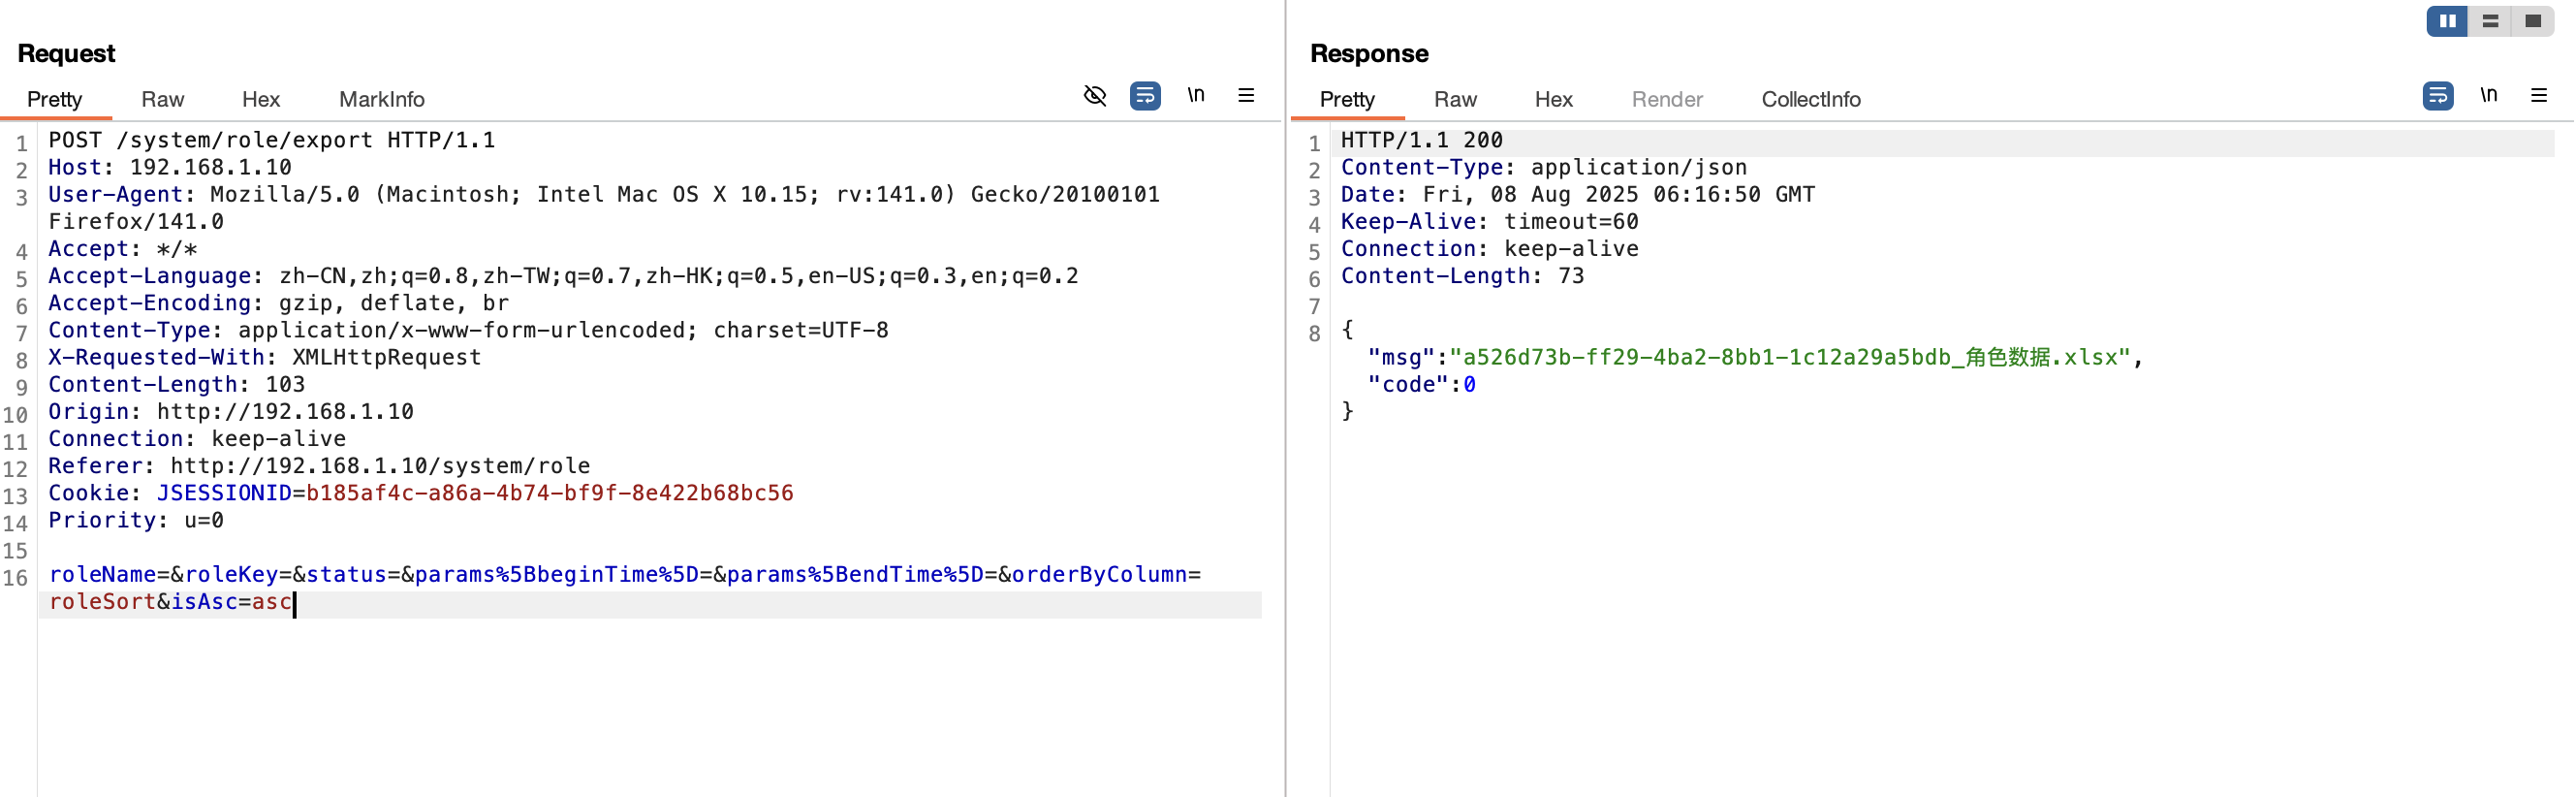 Request
Pretty Raw Hex MarkInfo \n
1 POST /system/role/export HTTP/1.1
2 Host: 192.168.1.10
3 User-Agent: Mozilla/5.0 (Macintosh; Intel Mac OS X 10.15; rv:141.0) Gecko/20100101
Firefox/141.0
4 Accept: */*
5 Accept-Language: zh-CN,zh;q=0.8,zh-TW;q=0.7,zh-HK;q=0.5,en-US;q=0.3,en;q=0.2
6 Accept-Encoding: gzip, deflate, br
7 Content-Type: application/x-www-form-urlencoded; charset=UTF-8
8 X-Requested-With: XMLHttpRequest
9 Content-Length: 103
10 Origin: http://192.168.1.10
11 Connection: keep-alive
12 Referer: http://192.168.1.10/system/role
13 Cookie: JSESSIONID=b185af4c-a86a-4b74-bf9f-8e422b68bc56
14 Priority: u=0
15
16 roleName=&roleKey=&status=&params%5BbeginTime%5D=&params%5BendTime%5D=&orderByColumn=
roleSort&isAsc=asc
Response
Pretty Raw Hex Render CollectInfo \n
1 HTTP/1.1 200
2 Content-Type: application/json
3 Date: Fri, 08 Aug 2025 06:16:50 GMT
4 Keep-Alive: timeout=60
5 Connection: keep-alive
6 Content-Length: 73
7
8 {
"msg":"a526d73b-ff29-4ba2-8bb1-1c12a29a5bdb_角色数据.xlsx",
"code":0
}